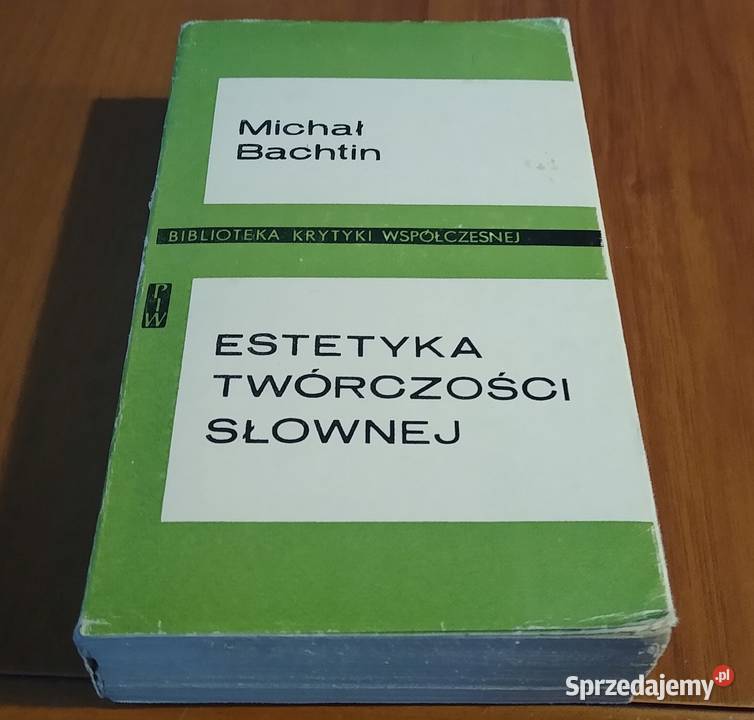 Michał
Bachtin
BIBLIOTEKA KRYTYKI WSPÓŁCZESNEJ
PIW
ESTETYKA
TWÓRCZOŚCI
SŁOWNEJ
Sprzedajemy.pl